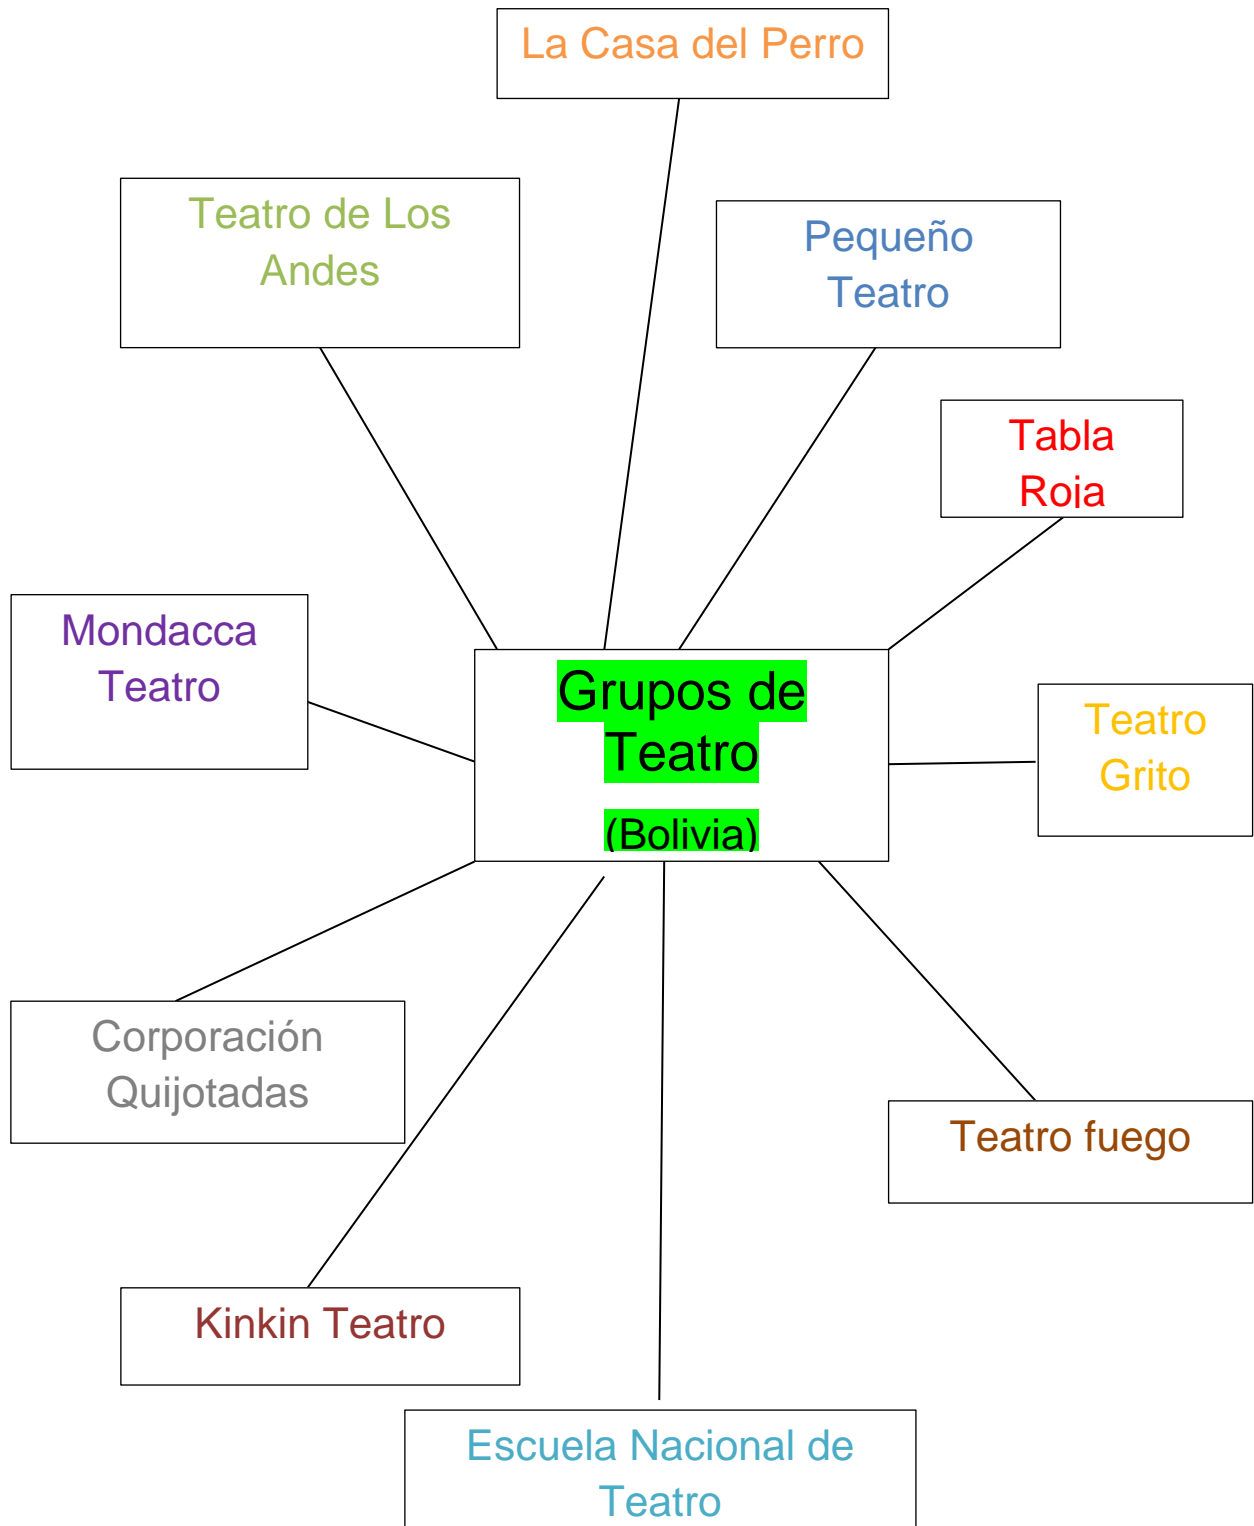 La Casa del Perro
Teatro de Los
Andes
Pequeño
Teatro
Tabla
Roja
Mondacca
Teatro
Grupos de
Teatro
(Bolivia)
Teatro
Grito
Corporación
Quijotadas
Teatro fuego
Kinkin Teatro
Escuela Nacional de
Teatro